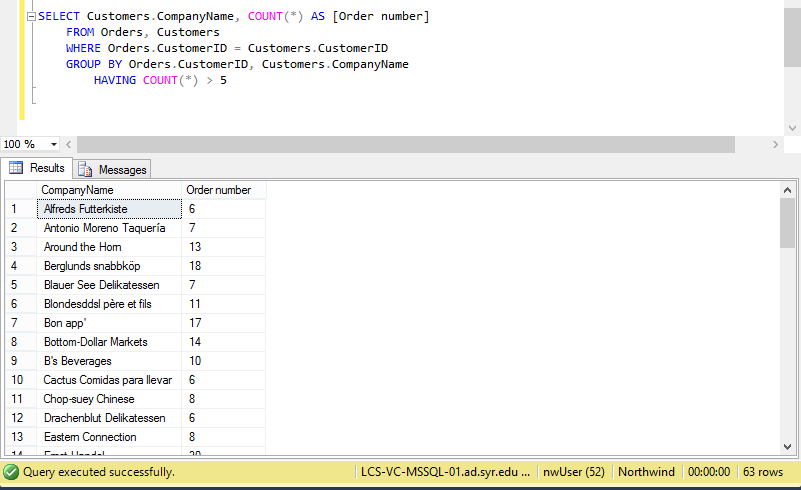 SELECT Customers.CompanyName, COUNT(*) AS [Order number]
FROM Orders, Customers
WHERE Orders.CustomerID = Customers.CustomerID
GROUP BY Orders.CustomerID, Customers.CompanyName
HAVING COUNT(*) > 5
100 %
Results Messages
CompanyName Order number
1 Alfreds Futterkiste 6
2 Antonio Moreno Taquería 7
3 Around the Horn 13
4 Berglunds snabbköp 18
5 Blauer See Delikatessen 7
6 Blondesddsl père et fils 11
7 Bon app' 17
8 Bottom-Dollar Markets 14
9 B's Beverages 10
10 Cactus Comidas para llevar 6
11 Chop-suey Chinese 8
12 Drachenblut Delikatessen 6
13 Eastern Connection 8
14 Ernst Handel 30
Query executed successfully. LCS-VC-MSSQL-01.ad.syr.edu ... nwUser (52) Northwind 00:00:00 63 rows